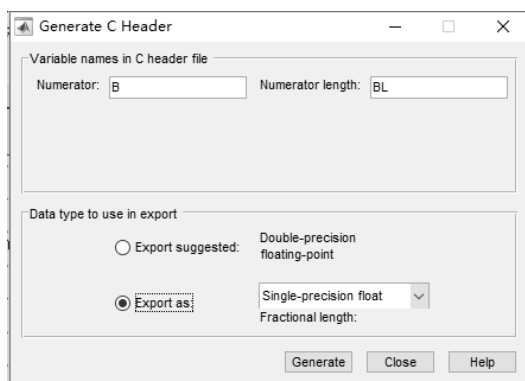 Generate C Header
Variable names in C header file
Numerator: B Numerator length: BL
Data type to use in export
Export suggested: Double-precision
floating-point
Export as: Single-precision float
Fractional length:
Generate Close Help